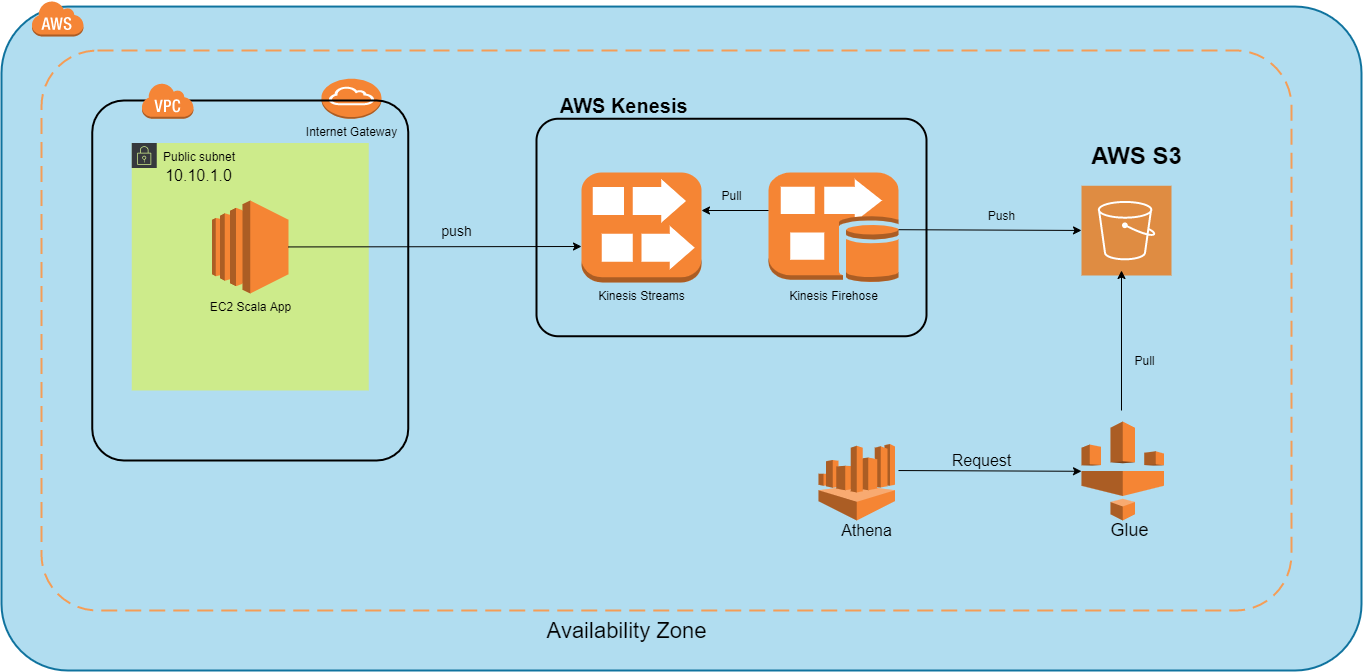 AWS
VPC
Internet Gateway
Public subnet
10.10.1.0
EC2 Scala App
push
AWS Kenesis
Kinesis Streams
Pull
Kinesis Firehose
Push
AWS S3
Pull
Athena
Request
Glue
Availability Zone